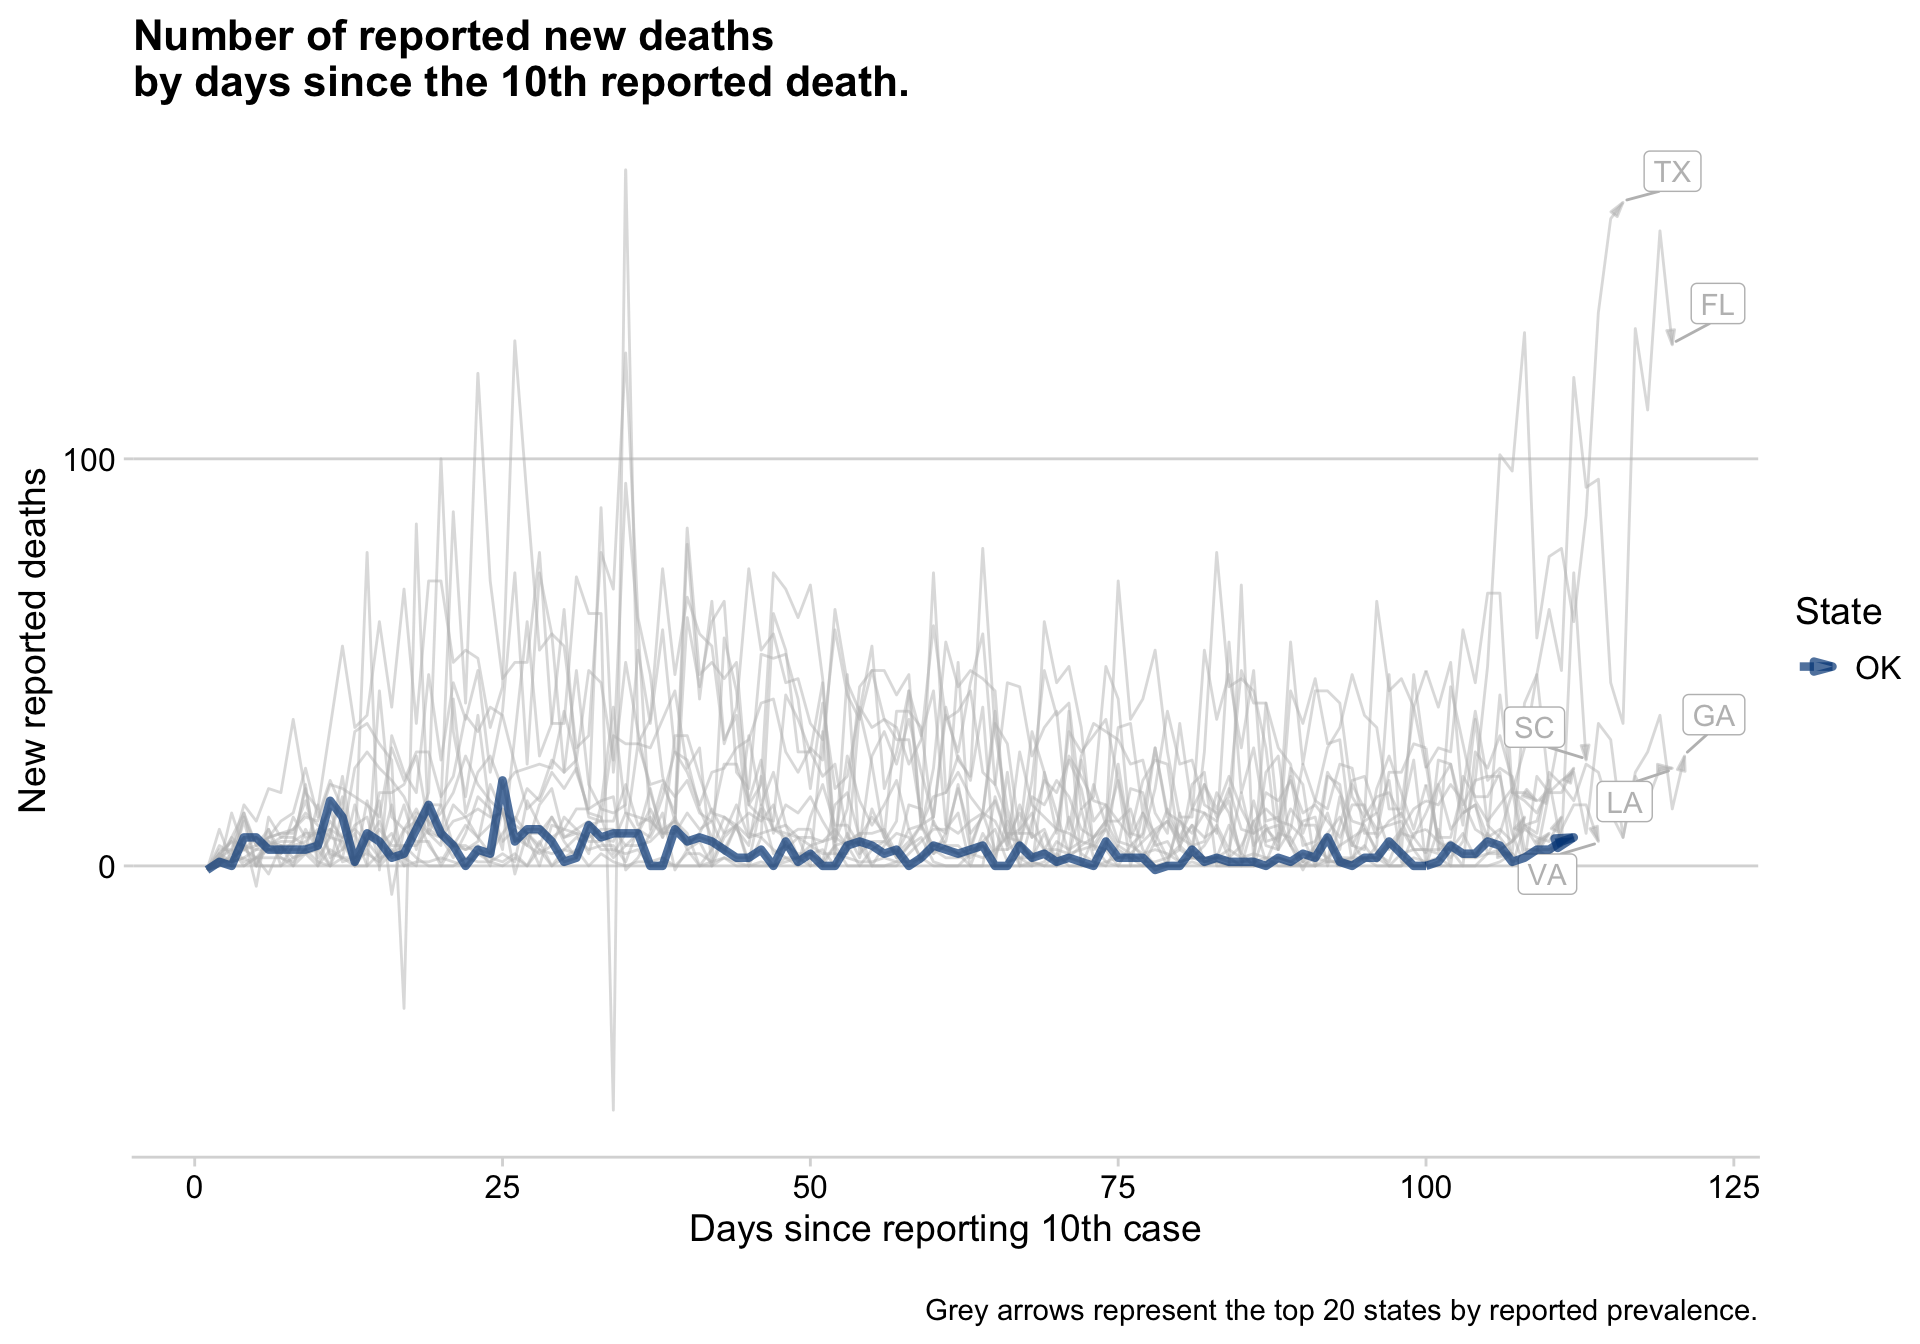 Number of reported new deaths
by days since the 10th reported death.
TX
FL
100
New reported deaths
State
OK
SC
GA
LA
0
VA
0
25
50
75
100
125
Days since reporting 10th case
Grey arrows represent the top 20 states by reported prevalence.